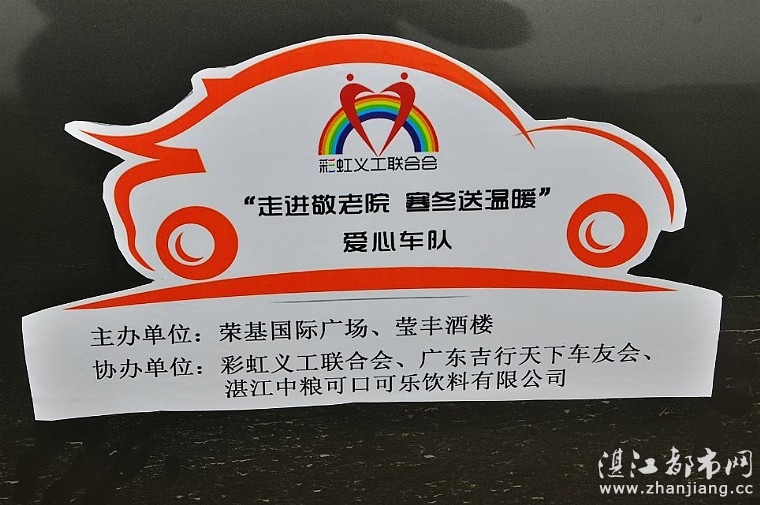 彩虹义工联合会
“走进敬老院 寒冬送温暖”
爱心车队
主办单位：荣基国际广场、莹丰酒楼
协办单位：彩虹义工联合会、广东吉行天下车友会、
湛江中粮可口可乐饮料有限公司
湛江都市网
www.zhanjiang.cc